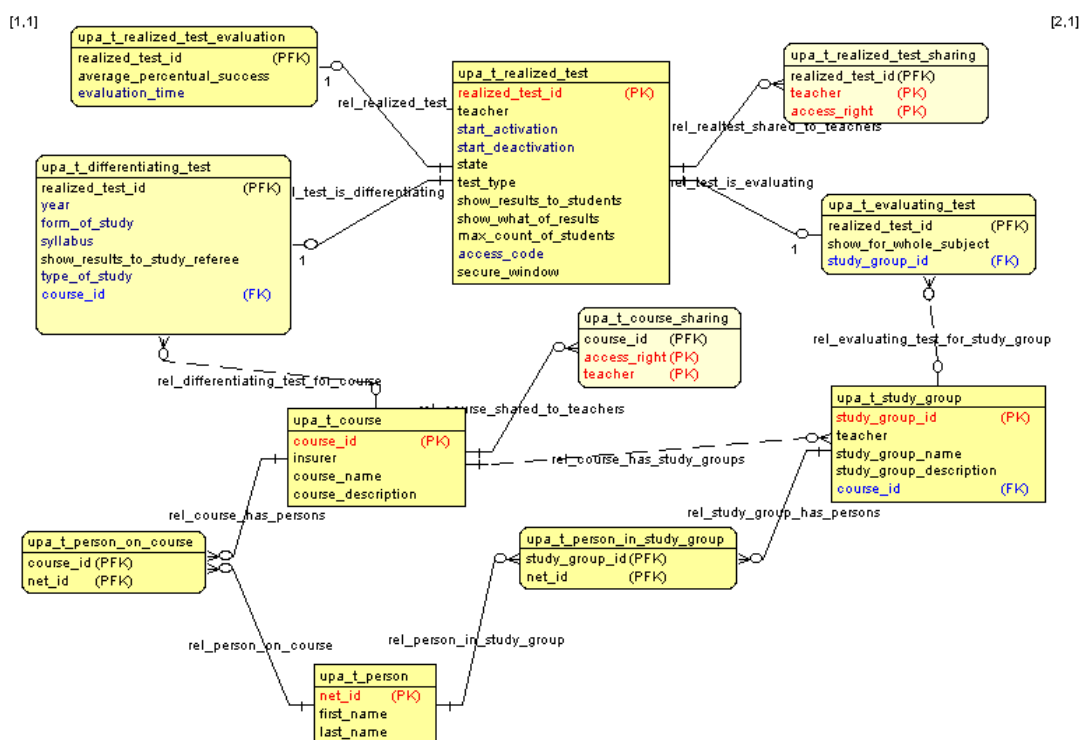 [1,1]
[2,1]
upa_t_realized_test_evaluation
realized_test_id (PFK)
average_percentual_success
evaluation_time
1
rel_realized_test
upa_t_realized_test
realized_test_id (PK)
teacher
start_activation
start_deactivation
state
test_type
show_results_to_students
show_what_of_results
max_count_of_students
access_code
secure_window
upa_t_realized_test_sharing
realized_test_id (PFK)
teacher (PK)
access_right (PK)
rel_realtest_shared_to_teachers
upa_t_differentiating_test
realized_test_id (PFK)
year
form_of_study
syllabus
show_results_to_study_referee
type_of_study
course_id (FK)
l_test_is_differentiating
1
rel_test_is_evaluating
upa_t_evaluating_test
realized_test_id (PFK)
show_for_whole_subject
study_group_id (FK)
1
upa_t_course_sharing
course_id (PFK)
access_right (PK)
teacher (PK)
rel_evaluating_test_for_study_group
rel_differentiating_test_for_course
rel_course_shared_to_teachers
upa_t_course
course_id (PK)
insurer
course_name
course_description
rel_course_has_study_groups
upa_t_study_group
study_group_id (PK)
teacher
study_group_name
study_group_description
course_id (FK)
rel_course_has_persons
rel_study_group_has_persons
upa_t_person_on_course
course_id (PFK)
net_id (PFK)
upa_t_person_in_study_group
study_group_id (PFK)
net_id (PFK)
rel_person_on_course
rel_person_in_study_group
upa_t_person
net_id (PK)
first_name
last_name